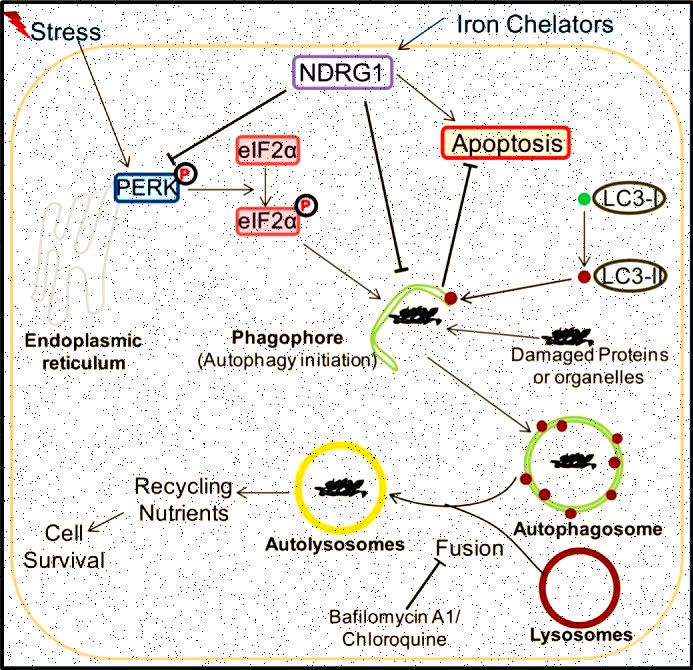 Stress
Iron Chelators
NDRG1
Apoptosis
eIF2α
PERK
P
eIF2α
P
LC3-I
LC3-II
Endoplasmic
reticulum
Phagophore
(Autophagy initiation)
Damaged Proteins
or organelles
Recycling
Nutrients
Cell
Survival
Autolysosomes
Autophagosome
Fusion
Bafilomycin A1/
Chloroquine
Lysosomes